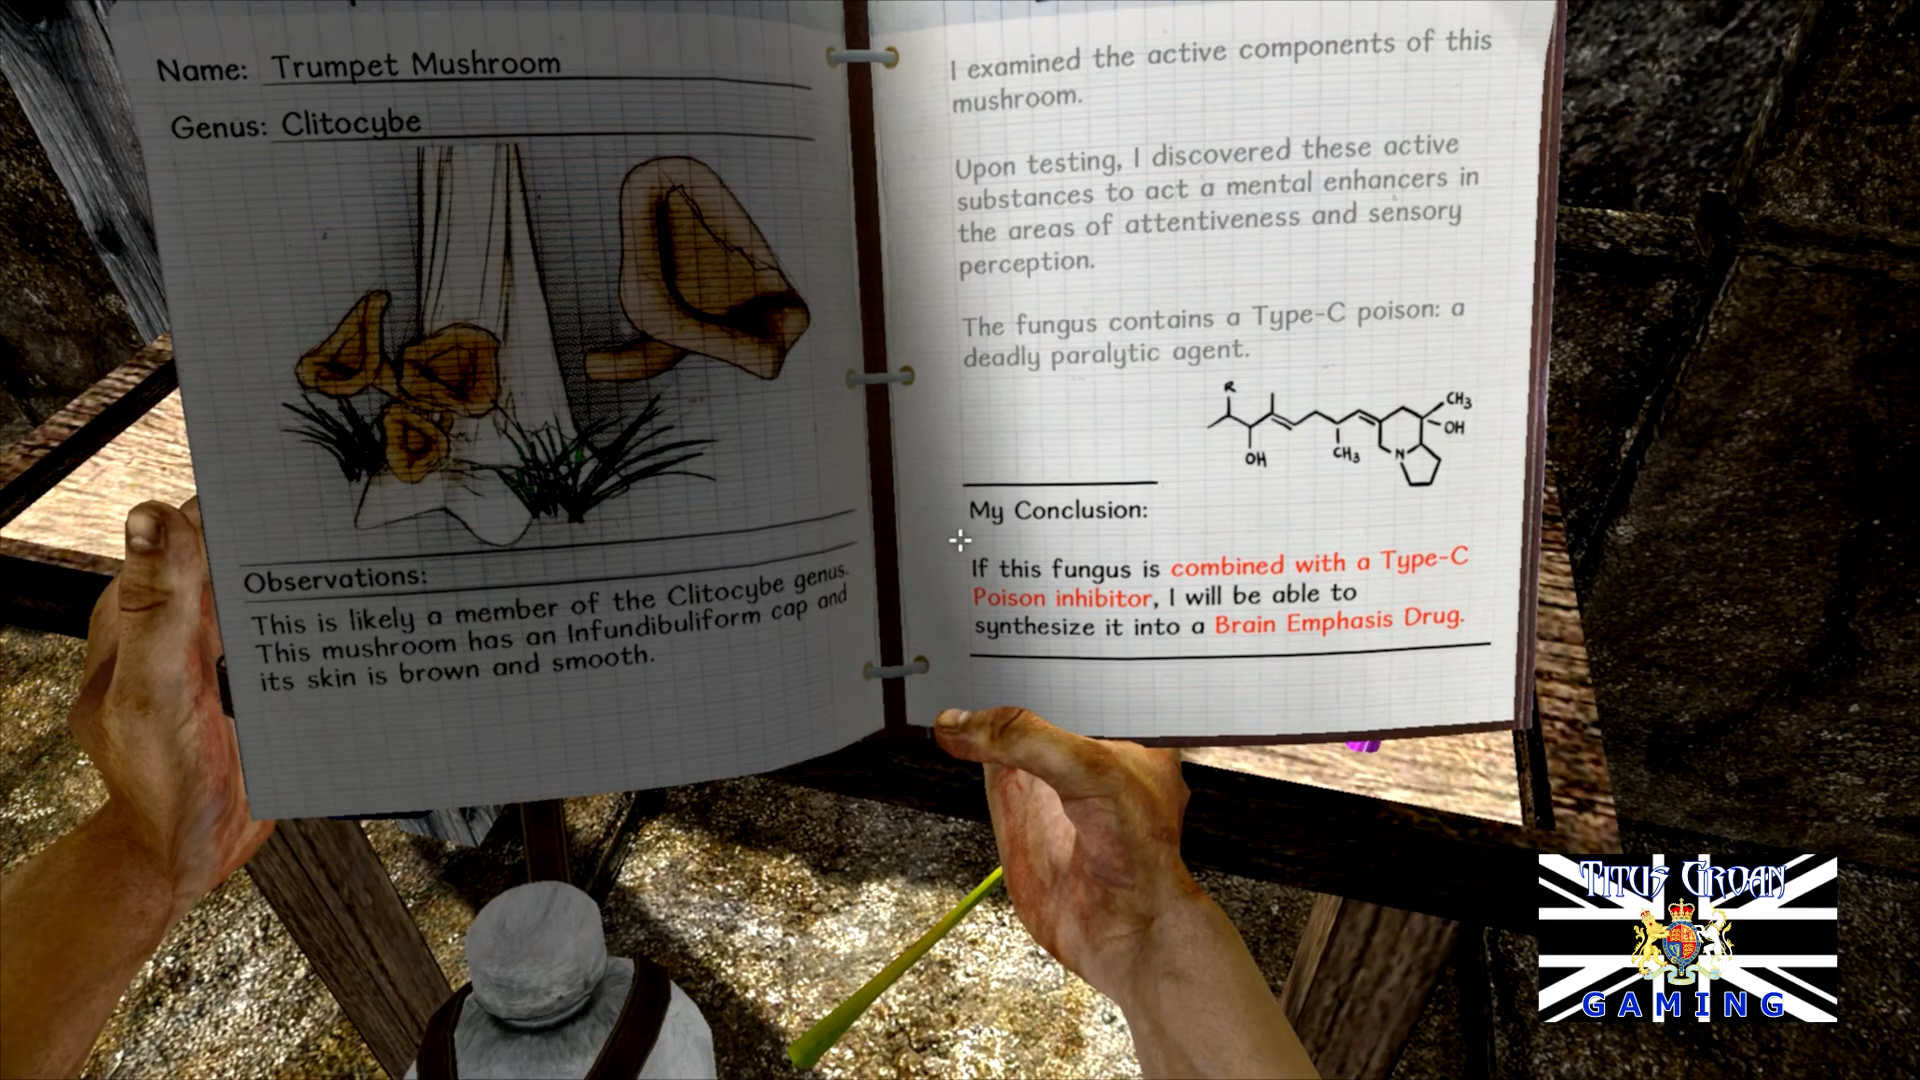 Name: Trumpet Mushroom
Genus: Clitocybe
Observations:
This is likely a member of the Clitocybe genus.
This mushroom has an Infundibuliform cap and
its skin is brown and smooth.
I examined the active components of this
mushroom.
Upon testing, I discovered these active
substances to act a mental enhancers in
the areas of attentiveness and sensory
perception.
The fungus contains a Type-C poison: a
deadly paralytic agent.
R
CH3
OH
OH
CH3
N
My Conclusion:
If this fungus is combined with a Type-C
Poison inhibitor, I will be able to
synthesize it into a Brain Emphasis Drug.
TITUS GROAN
GAMING